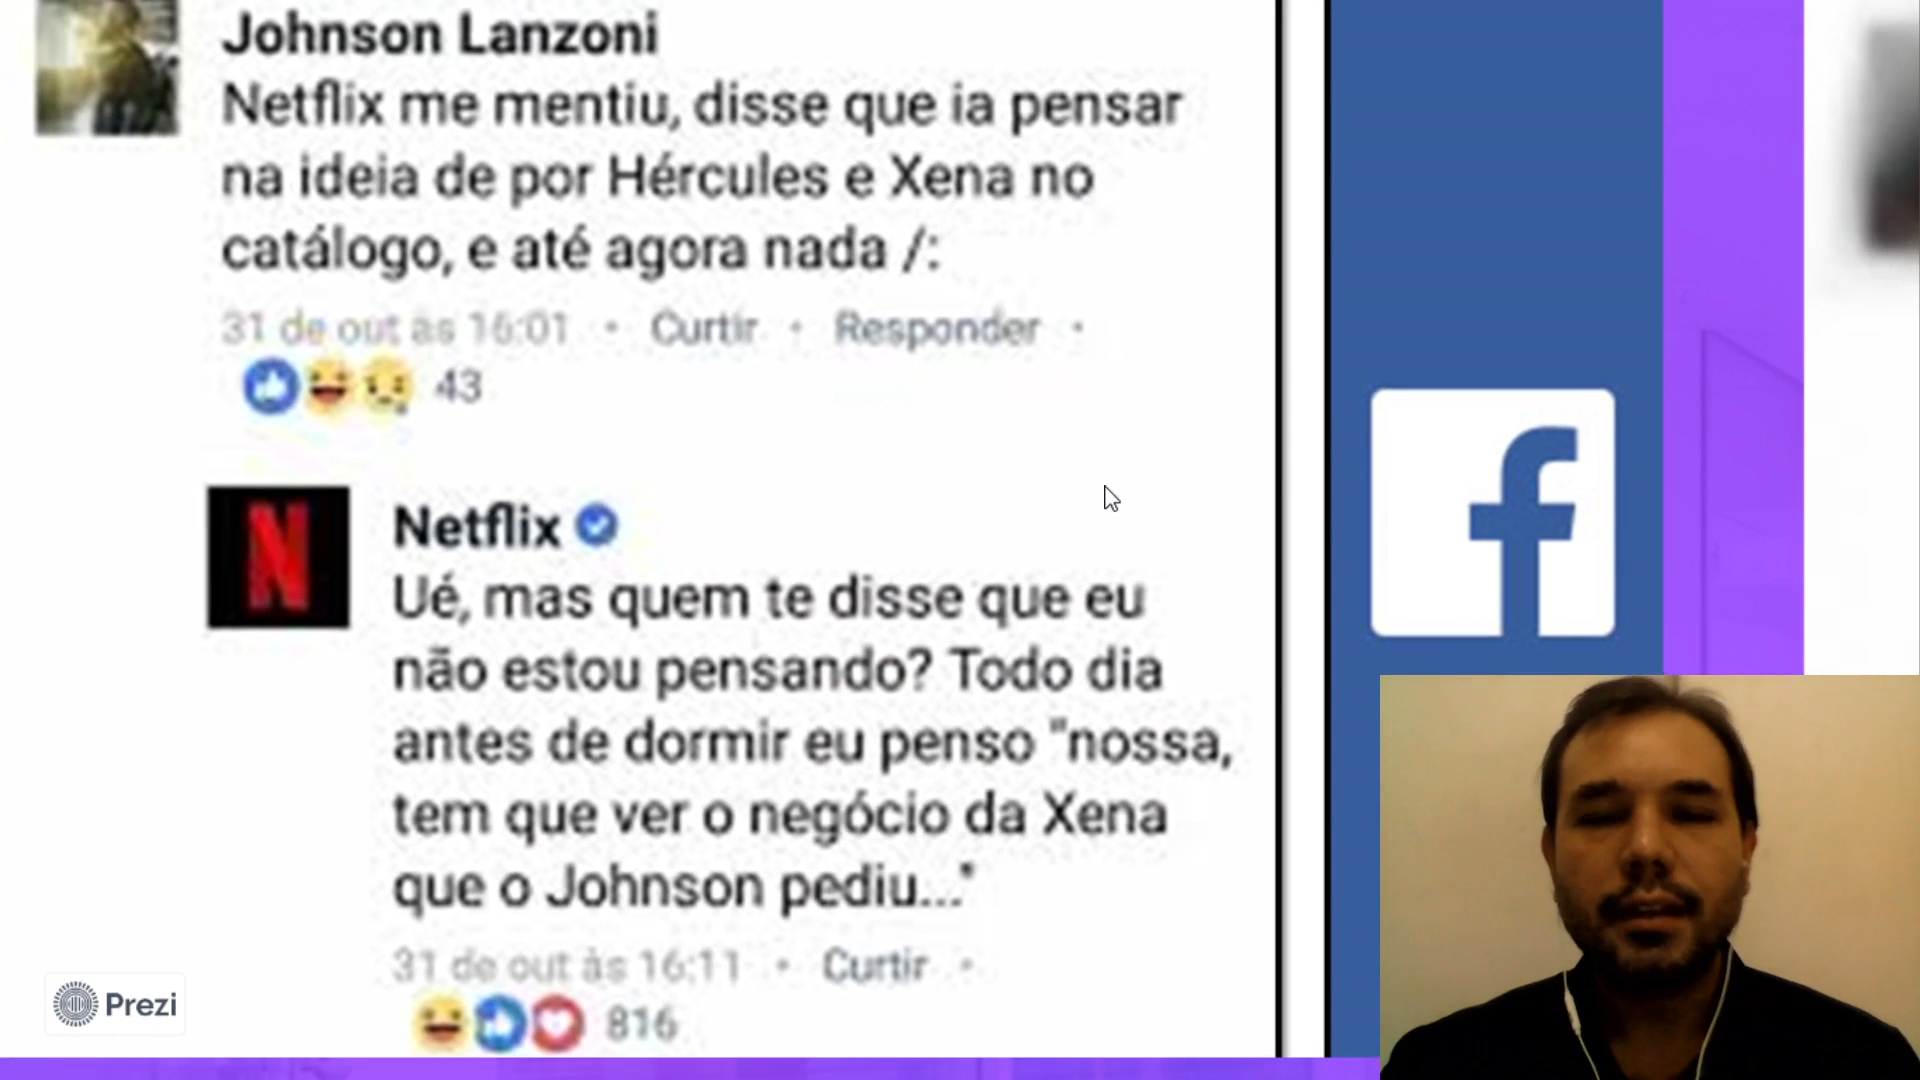 Johnson Lanzoni
Netflix me mentiu, disse que ia pensar
na ideia de por Hércules e Xena no
catálogo, e até agora nada /:
31 de out às 16:01 · Curtir · Responder ·
43
Netflix
Ué, mas quem te disse que eu
não estou pensando? Todo dia
antes de dormir eu penso "nossa,
tem que ver o negócio da Xena
que o Johnson pediu..."
31 de out às 16:11 · Curtir ·
816
Prezi